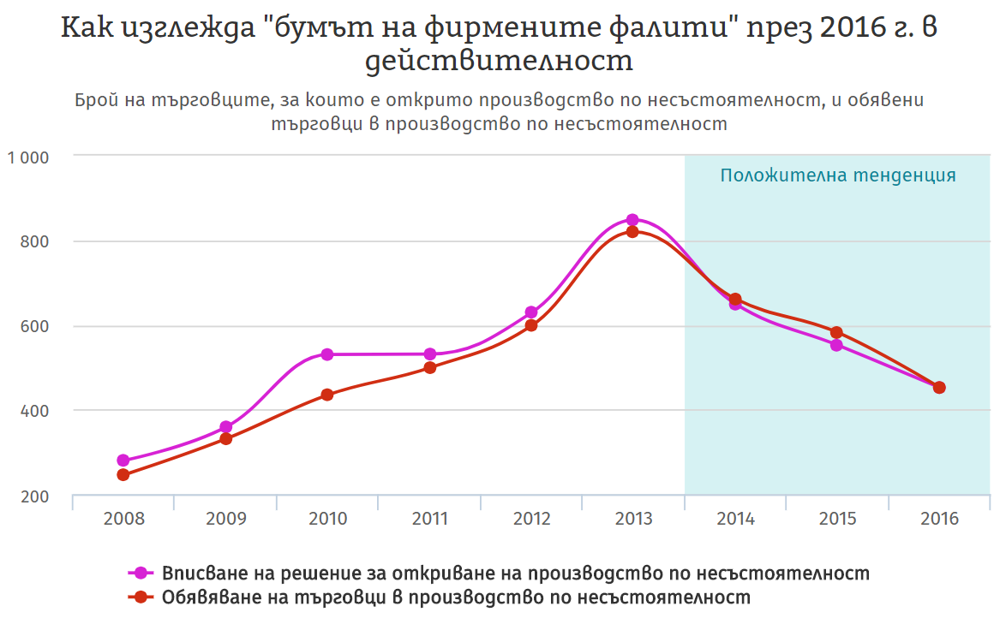 Как изглежда "бумът на фирмените фалити" през 2016 г. в
действителност
Брой на търговците, за които е открито производство по несъстоятелност, и обявени
търговци в производство по несъстоятелност
1 000
Положителна тенденция
800
600
400
200
2008 2009 2010 2011 2012 2013 2014 2015 2016
Вписване на решение за откриване на производство по несъстоятелност
Обявяване на търговци в производство по несъстоятелност